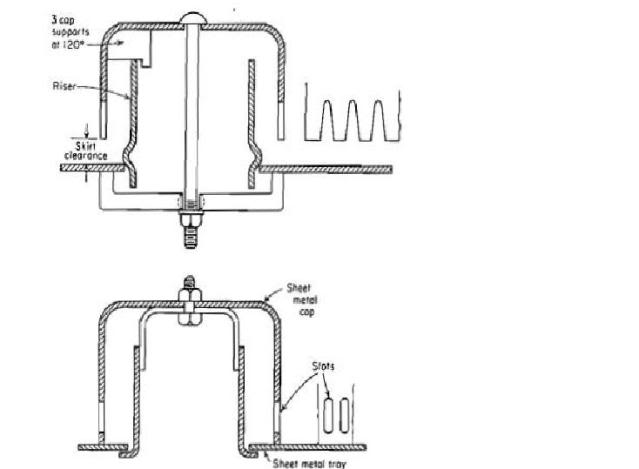 3 cap
supports
at 120°
Riser
Skirt
clearance
Sheet
metal
cap
Slots
Sheet metal tray